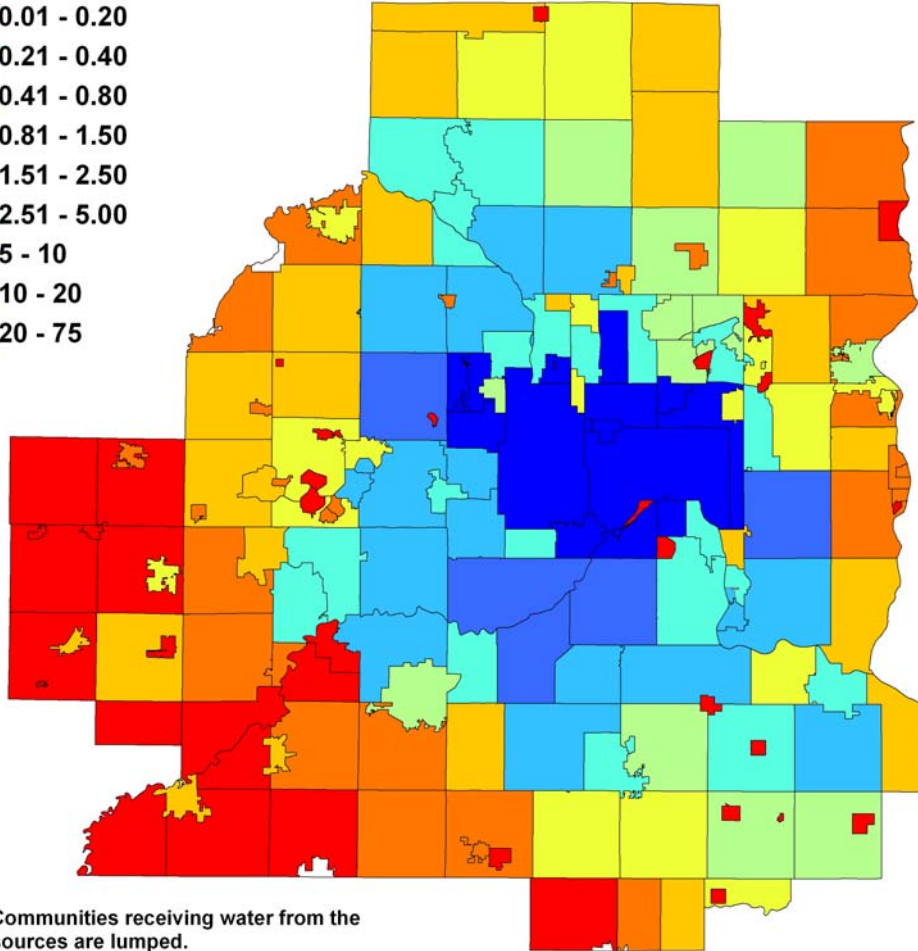 0.01 - 0.20
0.21 - 0.40
0.41 - 0.80
0.81 - 1.50
1.51 - 2.50
2.51 - 5.00
5 - 10
10 - 20
20 - 75
Communities receiving water from the
sources are lumped.